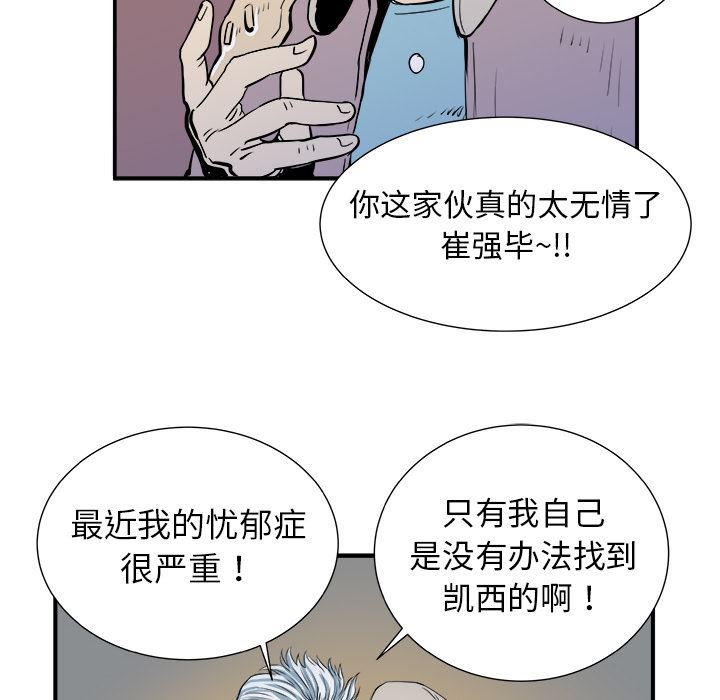 你这家伙真的太无情了
崔强毕~!!
最近我的忧郁症
很严重！
只有我自己
是没有办法找到
凯西的啊！